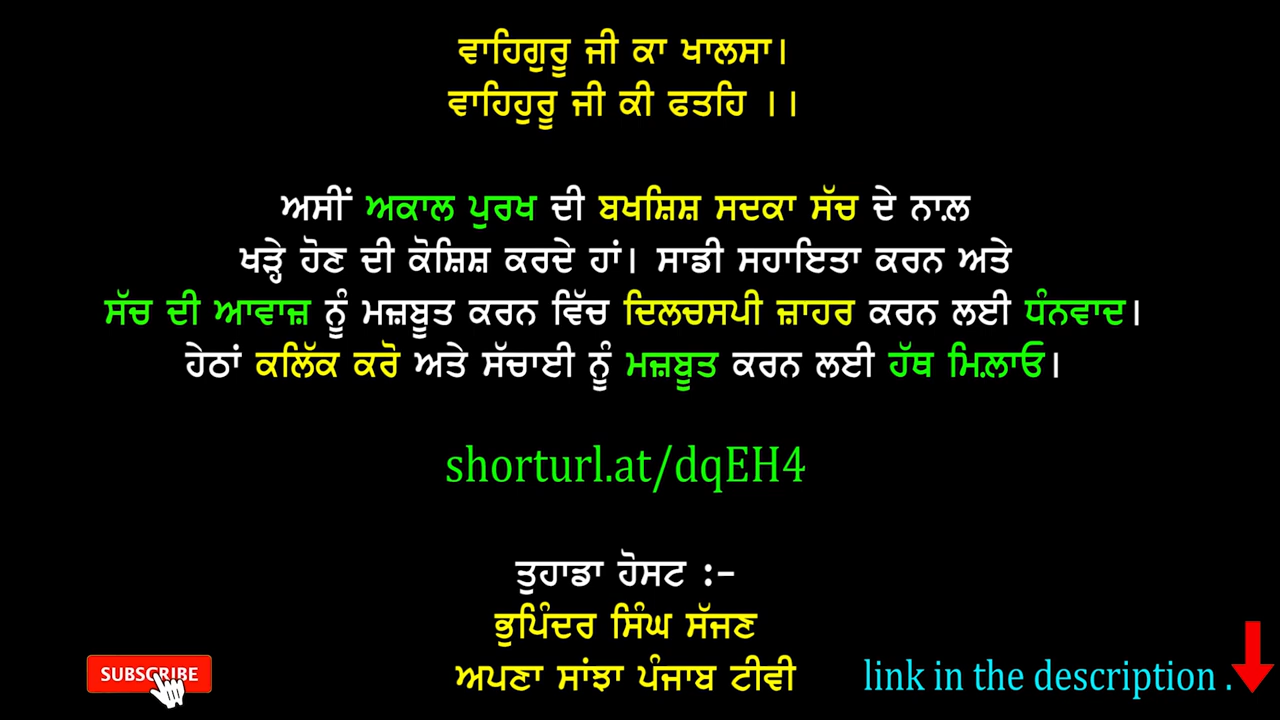 ਵਾਹਿਗੁਰੂ ਜੀ ਕਾ ਖਾਲਸਾ।
ਵਾਹਿਹੁਰੂ ਜੀ ਕੀ ਫਤਹਿ ।।
ਅਸੀਂ ਅਕਾਲ ਪੁਰਖ ਦੀ ਬਖਸ਼ਿਸ਼ ਸਦਕਾ ਸੱਚ ਦੇ ਨਾਲ਼
ਖੜ੍ਹੇ ਹੋਣ ਦੀ ਕੋਸ਼ਿਸ਼ ਕਰਦੇ ਹਾਂ। ਸਾਡੀ ਸਹਾਇਤਾ ਕਰਨ ਅਤੇ
ਸੱਚ ਦੀ ਆਵਾਜ਼ ਨੂੰ ਮਜ਼ਬੂਤ ਕਰਨ ਵਿੱਚ ਦਿਲਚਸਪੀ ਜ਼ਾਹਰ ਕਰਨ ਲਈ ਧੰਨਵਾਦ।
ਹੇਠਾਂ ਕਲਿੱਕ ਕਰੋ ਅਤੇ ਸੱਚਾਈ ਨੂੰ ਮਜ਼ਬੂਤ ਕਰਨ ਲਈ ਹੱਥ ਮਿਲ਼ਾਓ।
shorturl.at/dqEH4
ਤੁਹਾਡਾ ਹੋਸਟ :-
ਭੁਪਿੰਦਰ ਸਿੰਘ ਸੱਜਣ
ਅਪਣਾ ਸਾਂਝਾ ਪੰਜਾਬ ਟੀਵੀ
SUBSCRIBE
link in the description .